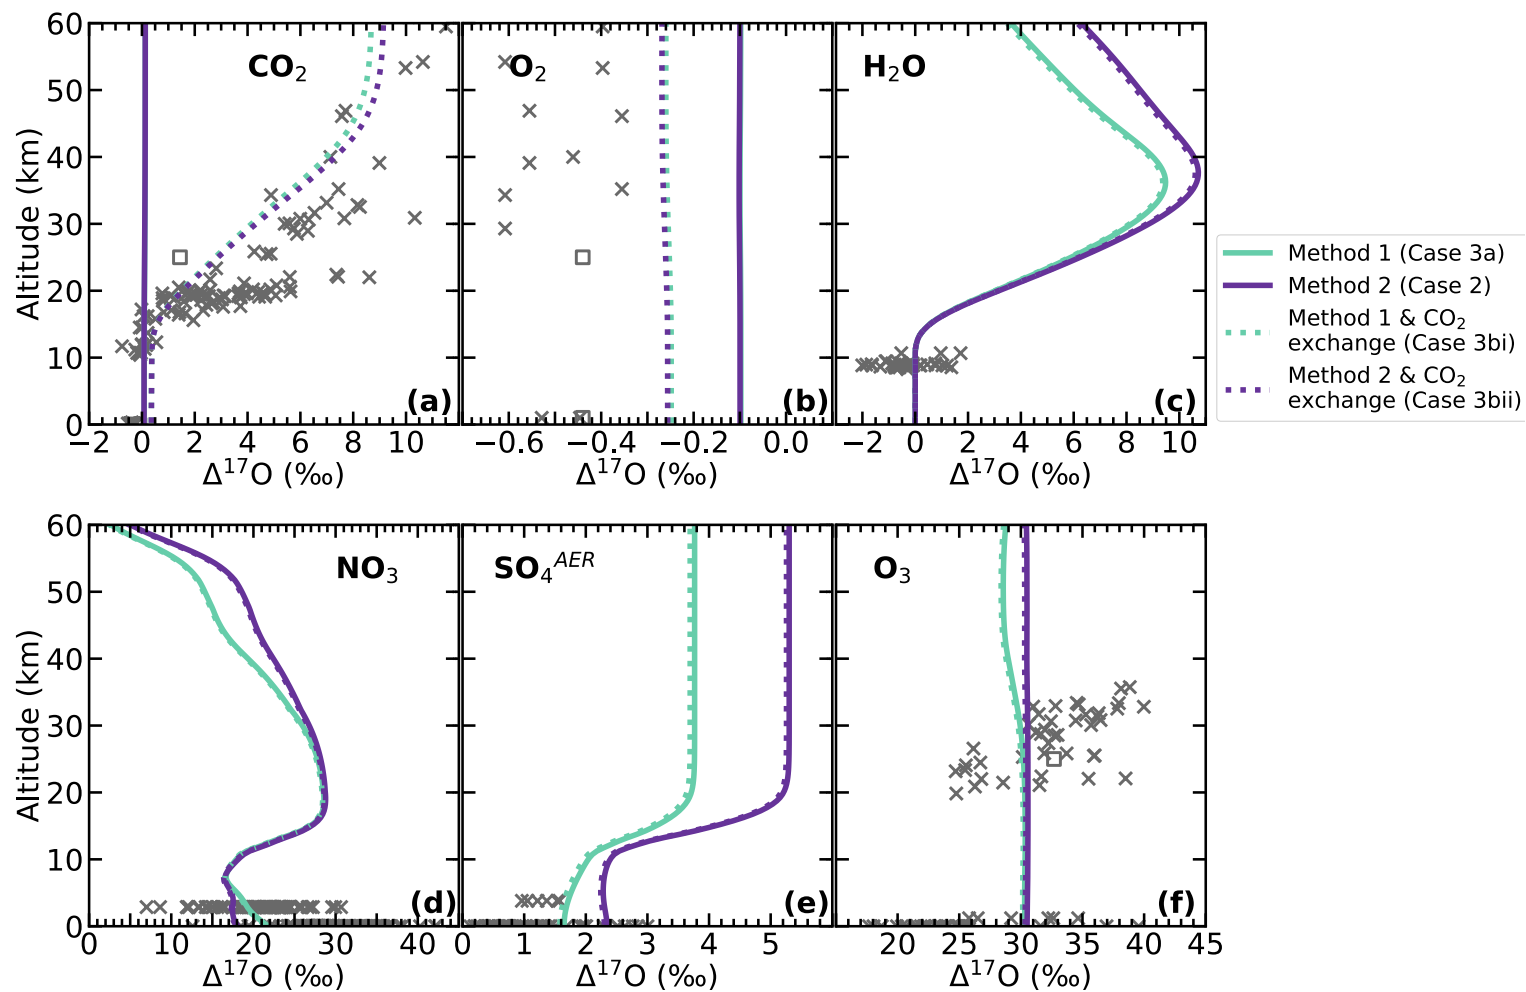 60
50
40
30
20
10
0
Altitude (km)
CO₂
(a)
−2 0 2 4 6 8 10
Δ¹⁷O (‰)
O₂
(b)
−0.6 −0.4 −0.2 0.0
Δ¹⁷O (‰)
H₂O
(c)
−2 0 2 4 6 8 10
Δ¹⁷O (‰)
Method 1 (Case 3a)
Method 2 (Case 2)
Method 1 & CO₂
exchange (Case 3bi)
Method 2 & CO₂
exchange (Case 3bii)
60
50
40
30
20
10
0
Altitude (km)
NO₃
(d)
0 10 20 30 40
Δ¹⁷O (‰)
SO₄ᴬᴱᴿ
(e)
0 1 2 3 4 5
Δ¹⁷O (‰)
O₃
(f)
20 25 30 35 40 45
Δ¹⁷O (‰)